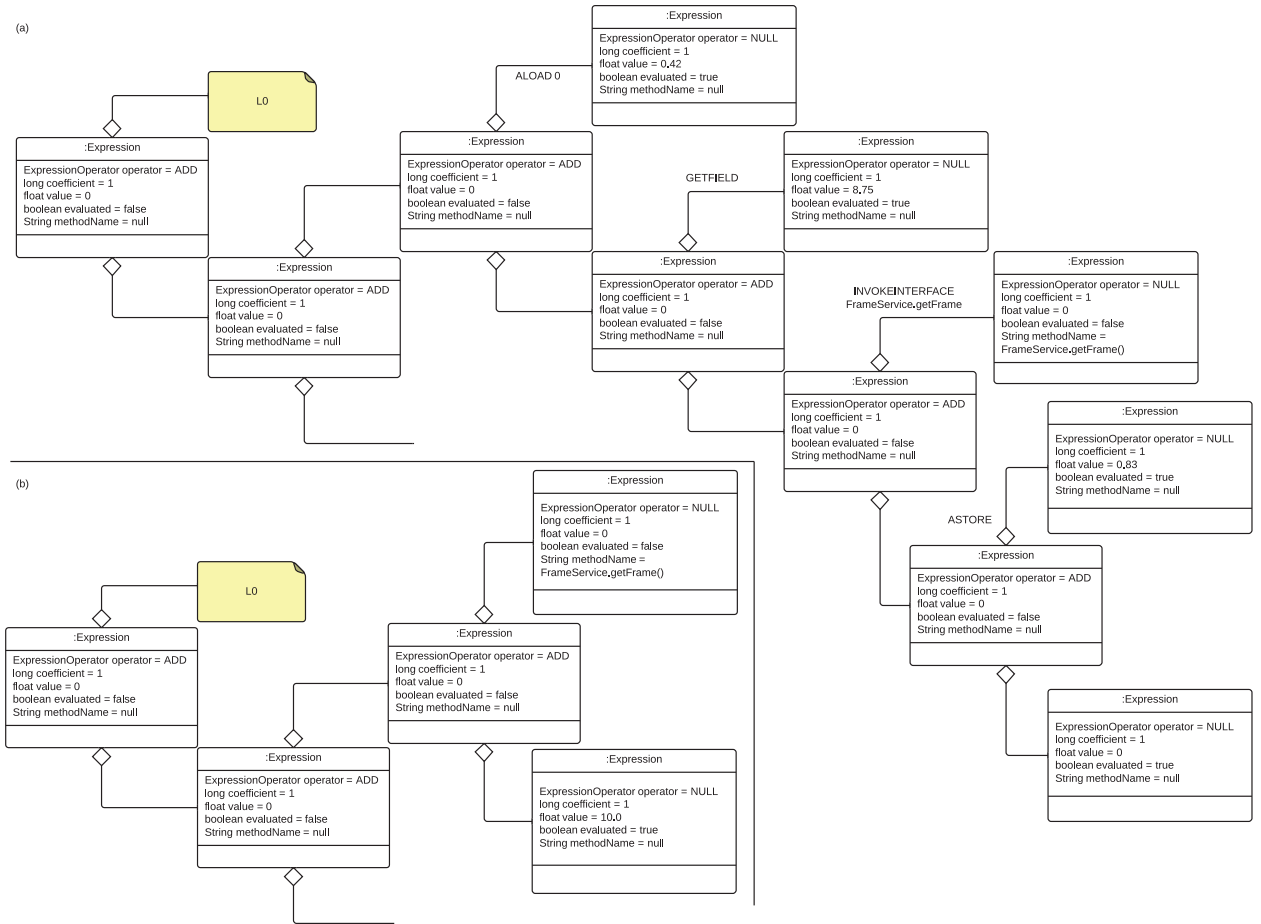 (a)
L0
:Expression
ExpressionOperator operator = ADD
long coefficient = 1
float value = 0
boolean evaluated = false
String methodName = null
:Expression
ExpressionOperator operator = ADD
long coefficient = 1
float value = 0
boolean evaluated = false
String methodName = null
ALOAD 0
:Expression
ExpressionOperator operator = NULL
long coefficient = 1
float value = 0.42
boolean evaluated = true
String methodName = null
:Expression
ExpressionOperator operator = ADD
long coefficient = 1
float value = 0
boolean evaluated = false
String methodName = null
GETFIELD
:Expression
ExpressionOperator operator = NULL
long coefficient = 1
float value = 8.75
boolean evaluated = true
String methodName = null
:Expression
ExpressionOperator operator = ADD
long coefficient = 1
float value = 0
boolean evaluated = false
String methodName = null
INVOKEINTERFACE
FrameService.getFrame
:Expression
ExpressionOperator operator = NULL
long coefficient = 1
float value = 0
boolean evaluated = false
String methodName =
FrameService.getFrame()
:Expression
ExpressionOperator operator = ADD
long coefficient = 1
float value = 0
boolean evaluated = false
String methodName = null
ASTORE
:Expression
ExpressionOperator operator = NULL
long coefficient = 1
float value = 0.83
boolean evaluated = true
String methodName = null
:Expression
ExpressionOperator operator = ADD
long coefficient = 1
float value = 0
boolean evaluated = false
String methodName = null
:Expression
ExpressionOperator operator = NULL
long coefficient = 1
float value = 0
boolean evaluated = true
String methodName = null
(b)
L0
:Expression
ExpressionOperator operator = ADD
long coefficient = 1
float value = 0
boolean evaluated = false
String methodName = null
:Expression
ExpressionOperator operator = ADD
long coefficient = 1
float value = 0
boolean evaluated = false
String methodName = null
:Expression
ExpressionOperator operator = NULL
long coefficient = 1
float value = 0
boolean evaluated = false
String methodName =
FrameService.getFrame()
:Expression
ExpressionOperator operator = ADD
long coefficient = 1
float value = 0
boolean evaluated = false
String methodName = null
:Expression
ExpressionOperator operator = NULL
long coefficient = 1
float value = 10.0
boolean evaluated = true
String methodName = null